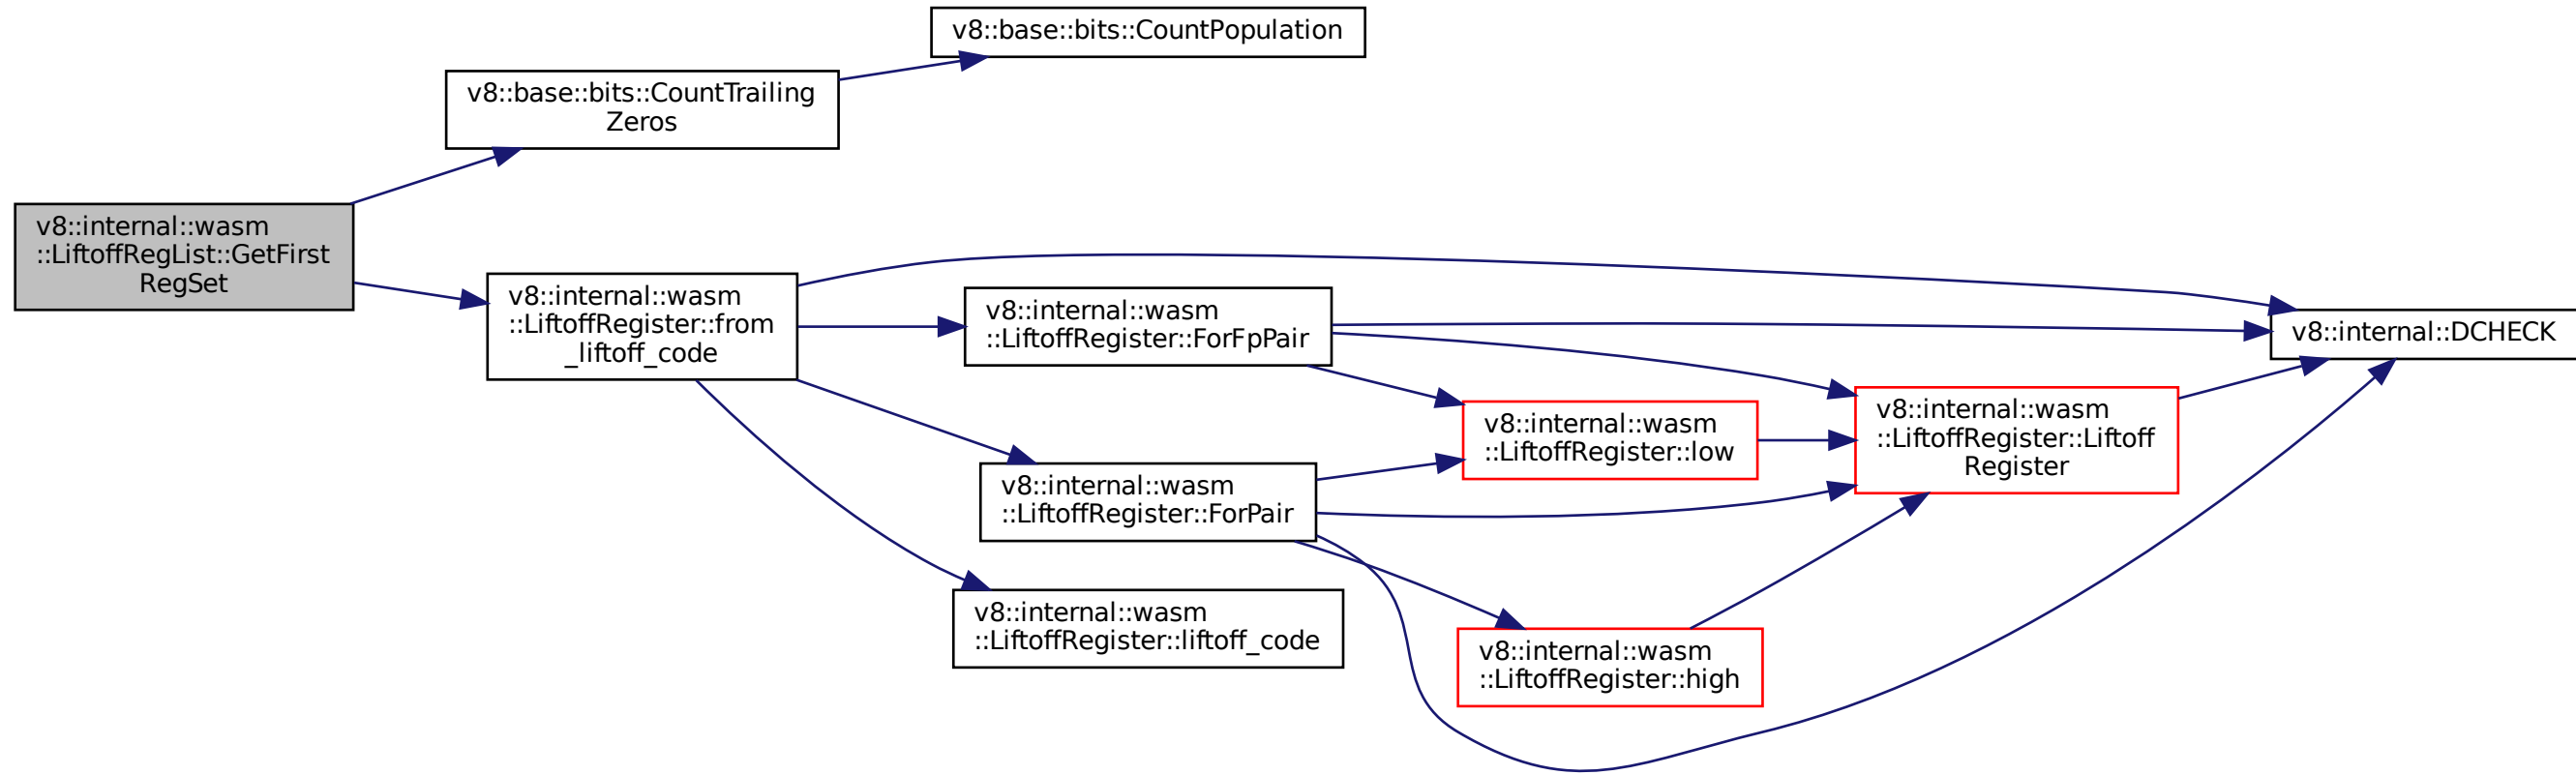 v8::base::bits::CountPopulation
v8::base::bits::CountTrailing
Zeros
v8::internal::wasm
::LiftoffRegList::GetFirst
RegSet
v8::internal::wasm
::LiftoffRegister::from
_liftoff_code
v8::internal::wasm
::LiftoffRegister::ForFpPair
v8::internal::DCHECK
v8::internal::wasm
::LiftoffRegister::low
v8::internal::wasm
::LiftoffRegister::Liftoff
Register
v8::internal::wasm
::LiftoffRegister::ForPair
v8::internal::wasm
::LiftoffRegister::liftoff_code
v8::internal::wasm
::LiftoffRegister::high